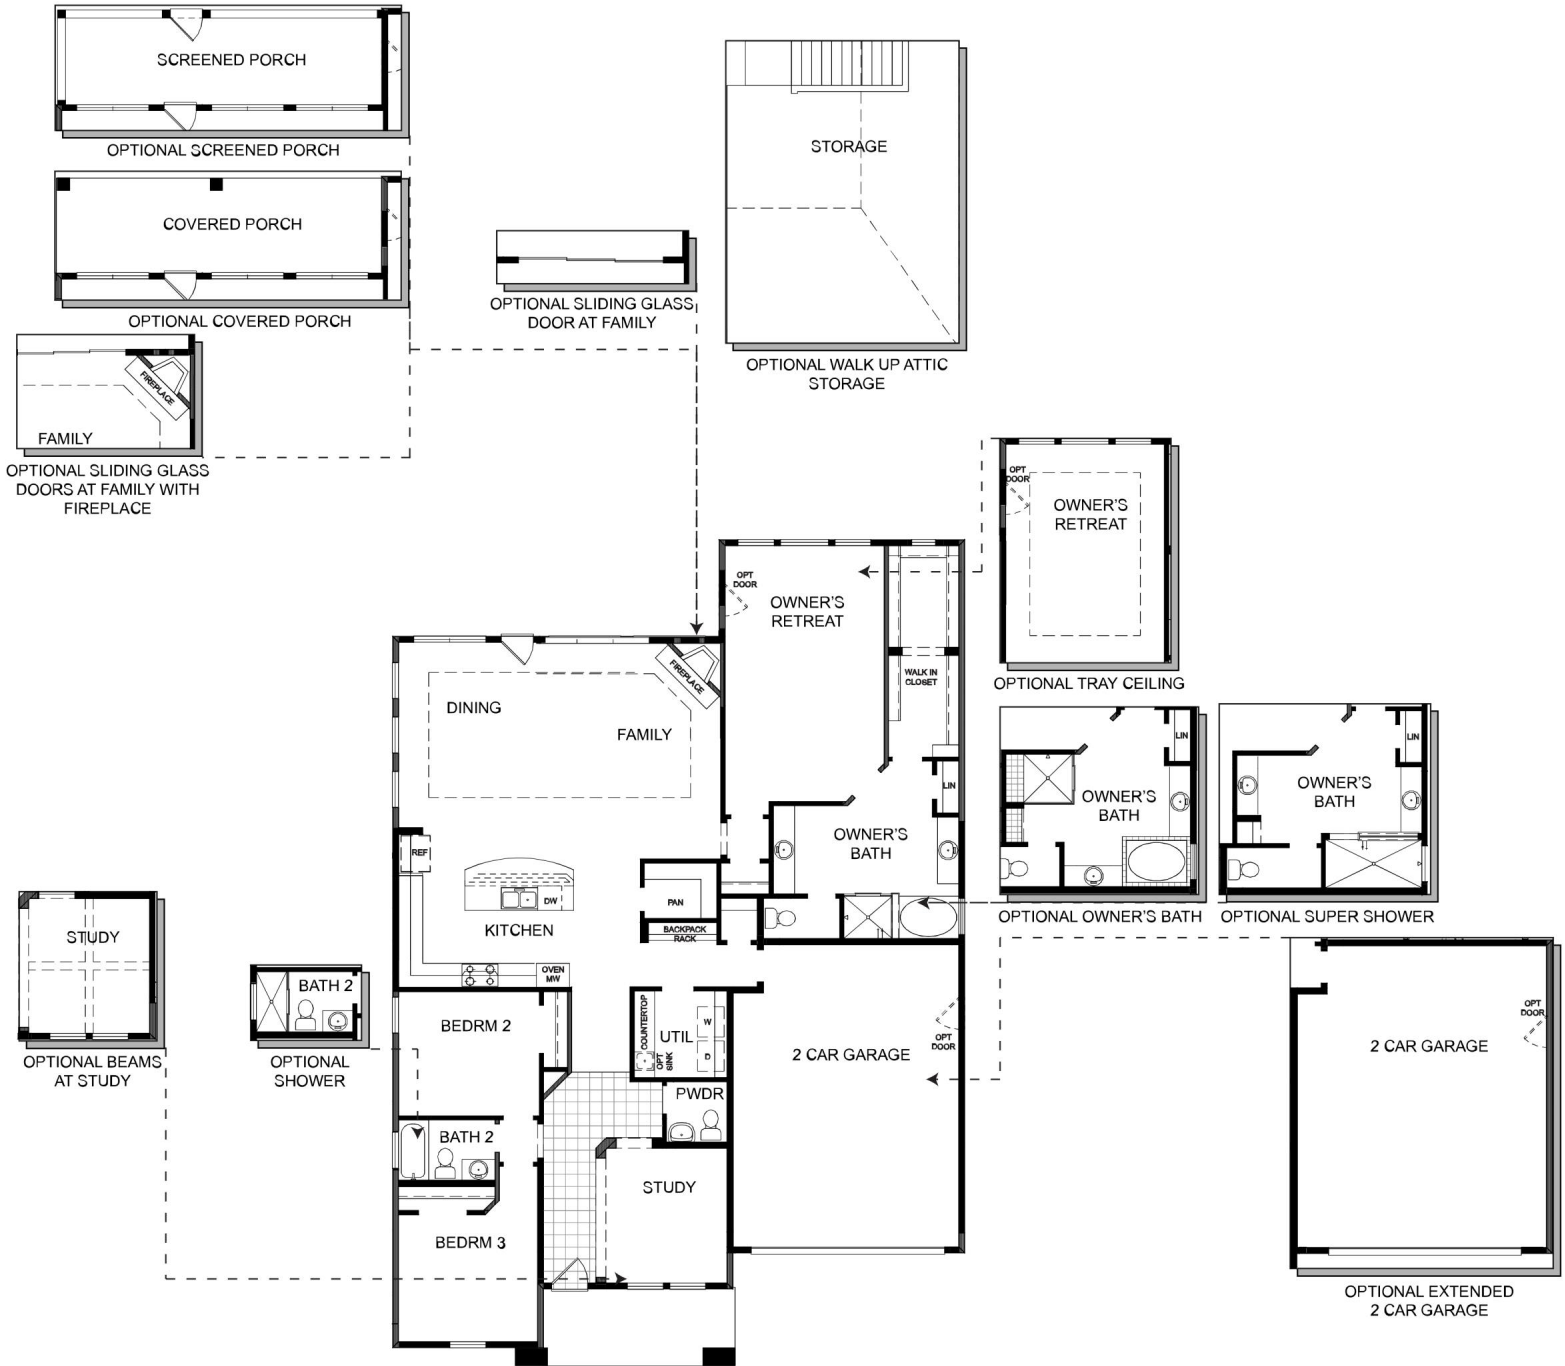 SCREENED PORCH
OPTIONAL SCREENED PORCH
COVERED PORCH
OPTIONAL COVERED PORCH
FIREPLACE
FAMILY
OPTIONAL SLIDING GLASS
DOORS AT FAMILY WITH
FIREPLACE
OPTIONAL SLIDING GLASS
DOOR AT FAMILY
STORAGE
OPTIONAL WALK UP ATTIC
STORAGE
OPT
DOOR
OWNER'S
RETREAT
OPTIONAL TRAY CEILING
OPT
DOOR
OWNER'S
RETREAT
WALK IN
CLOSET
FIREPLACE
DINING
FAMILY
LIN
OWNER'S
BATH
LIN
OWNER'S
BATH
OPTIONAL OWNER'S BATH
LIN
OWNER'S
BATH
OPTIONAL SUPER SHOWER
REF
DW
PAN
KITCHEN
BACKPACK
RACK
OVEN
MW
STUDY
OPTIONAL BEAMS
AT STUDY
BATH 2
OPTIONAL
SHOWER
BEDRM 2
COUNTERTOP
UTIL
W
D
OPT
SINK
PWDR
2 CAR GARAGE
OPT
DOOR
BATH 2
STUDY
BEDRM 3
OPT
DOOR
2 CAR GARAGE
OPTIONAL EXTENDED
2 CAR GARAGE